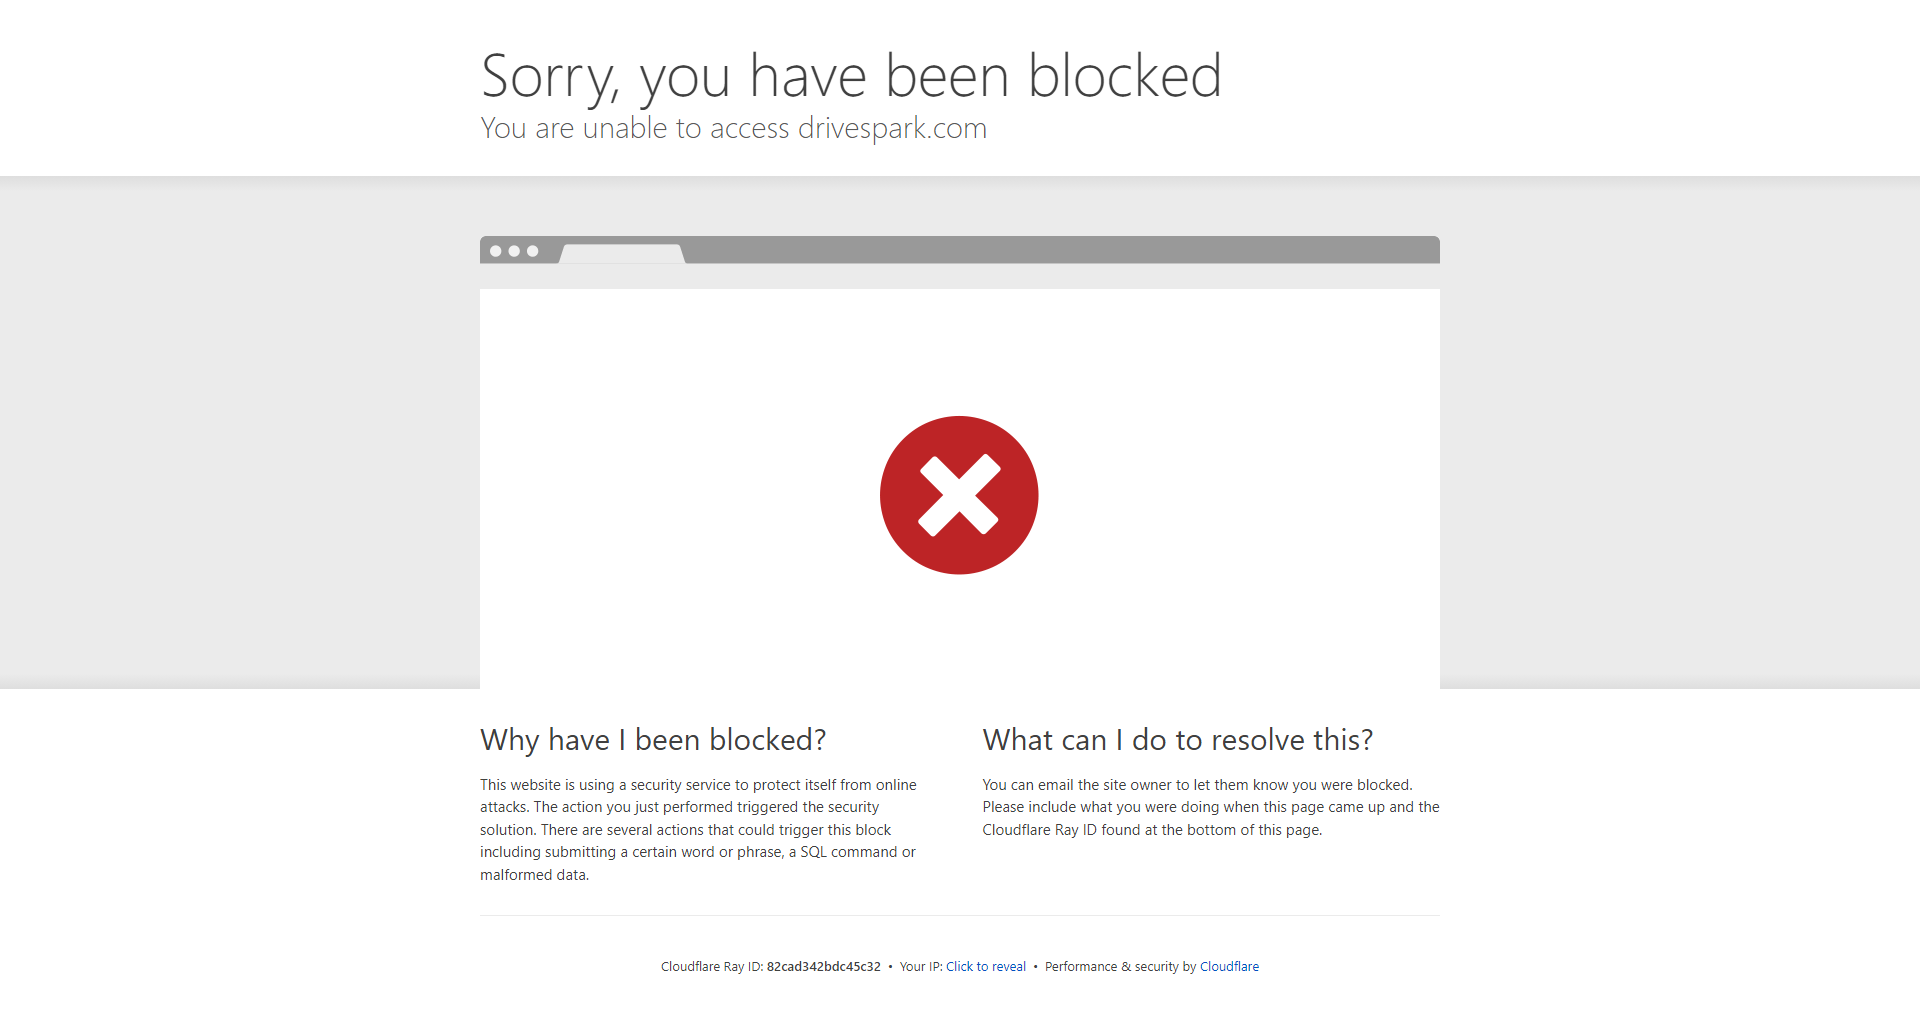 Sorry, you have been blocked
You are unable to access drivespark.com
Why have I been blocked?
This website is using a security service to protect itself from online
attacks. The action you just performed triggered the security
solution. There are several actions that could trigger this block
including submitting a certain word or phrase, a SQL command or
malformed data.
What can I do to resolve this?
You can email the site owner to let them know you were blocked.
Please include what you were doing when this page came up and the
Cloudflare Ray ID found at the bottom of this page.
Cloudflare Ray ID: 82cad342bdc45c32 • Your IP: Click to reveal • Performance & security by Cloudflare